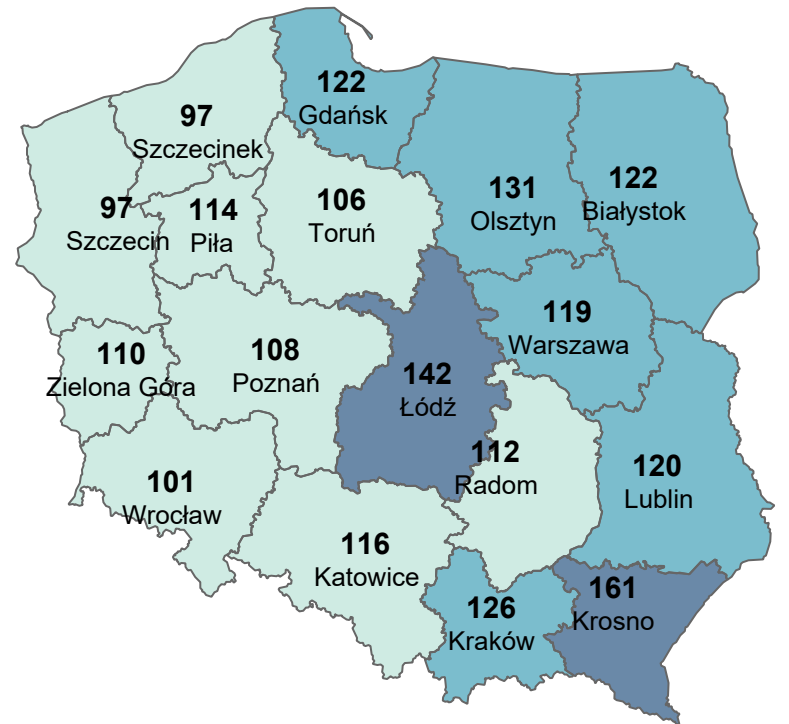 122
Gdańsk
97
Szczecinek
131
Olsztyn
122
Białystok
97
Szczecin
114
Piła
106
Toruń
119
Warszawa
110
Zielona Góra
108
Poznań
142
Łódź
112
Radom
120
Lublin
101
Wrocław
116
Katowice
126
Kraków
161
Krosno